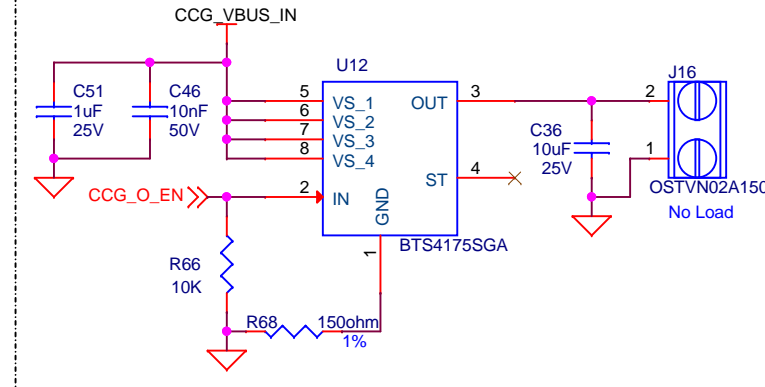 CCG_VBUS_IN
U12
J16
C51
1uF
25V
C46
10nF
50V
5
VS_1
6
VS_2
7
VS_3
8
VS_4
OUT
3
2
C36
10uF
25V
1
ST
4
OSTVN02A150
No Load
CCG_O_EN
2
IN
GND
BTS4175SGA
1
R66
10K
R68
150ohm
1%